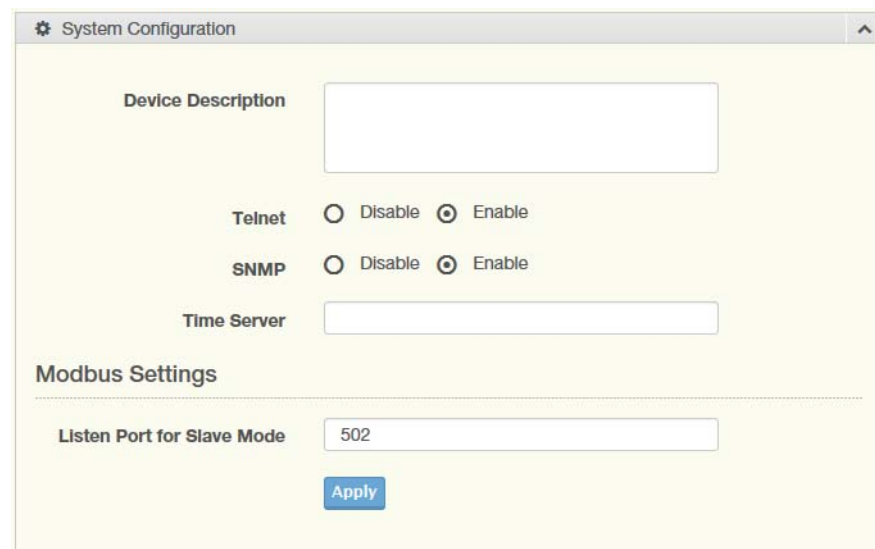 System Configuration
Device Description
Telnet Disable Enable
SNMP Disable Enable
Time Server
Modbus Settings
Listen Port for Slave Mode 502
Apply